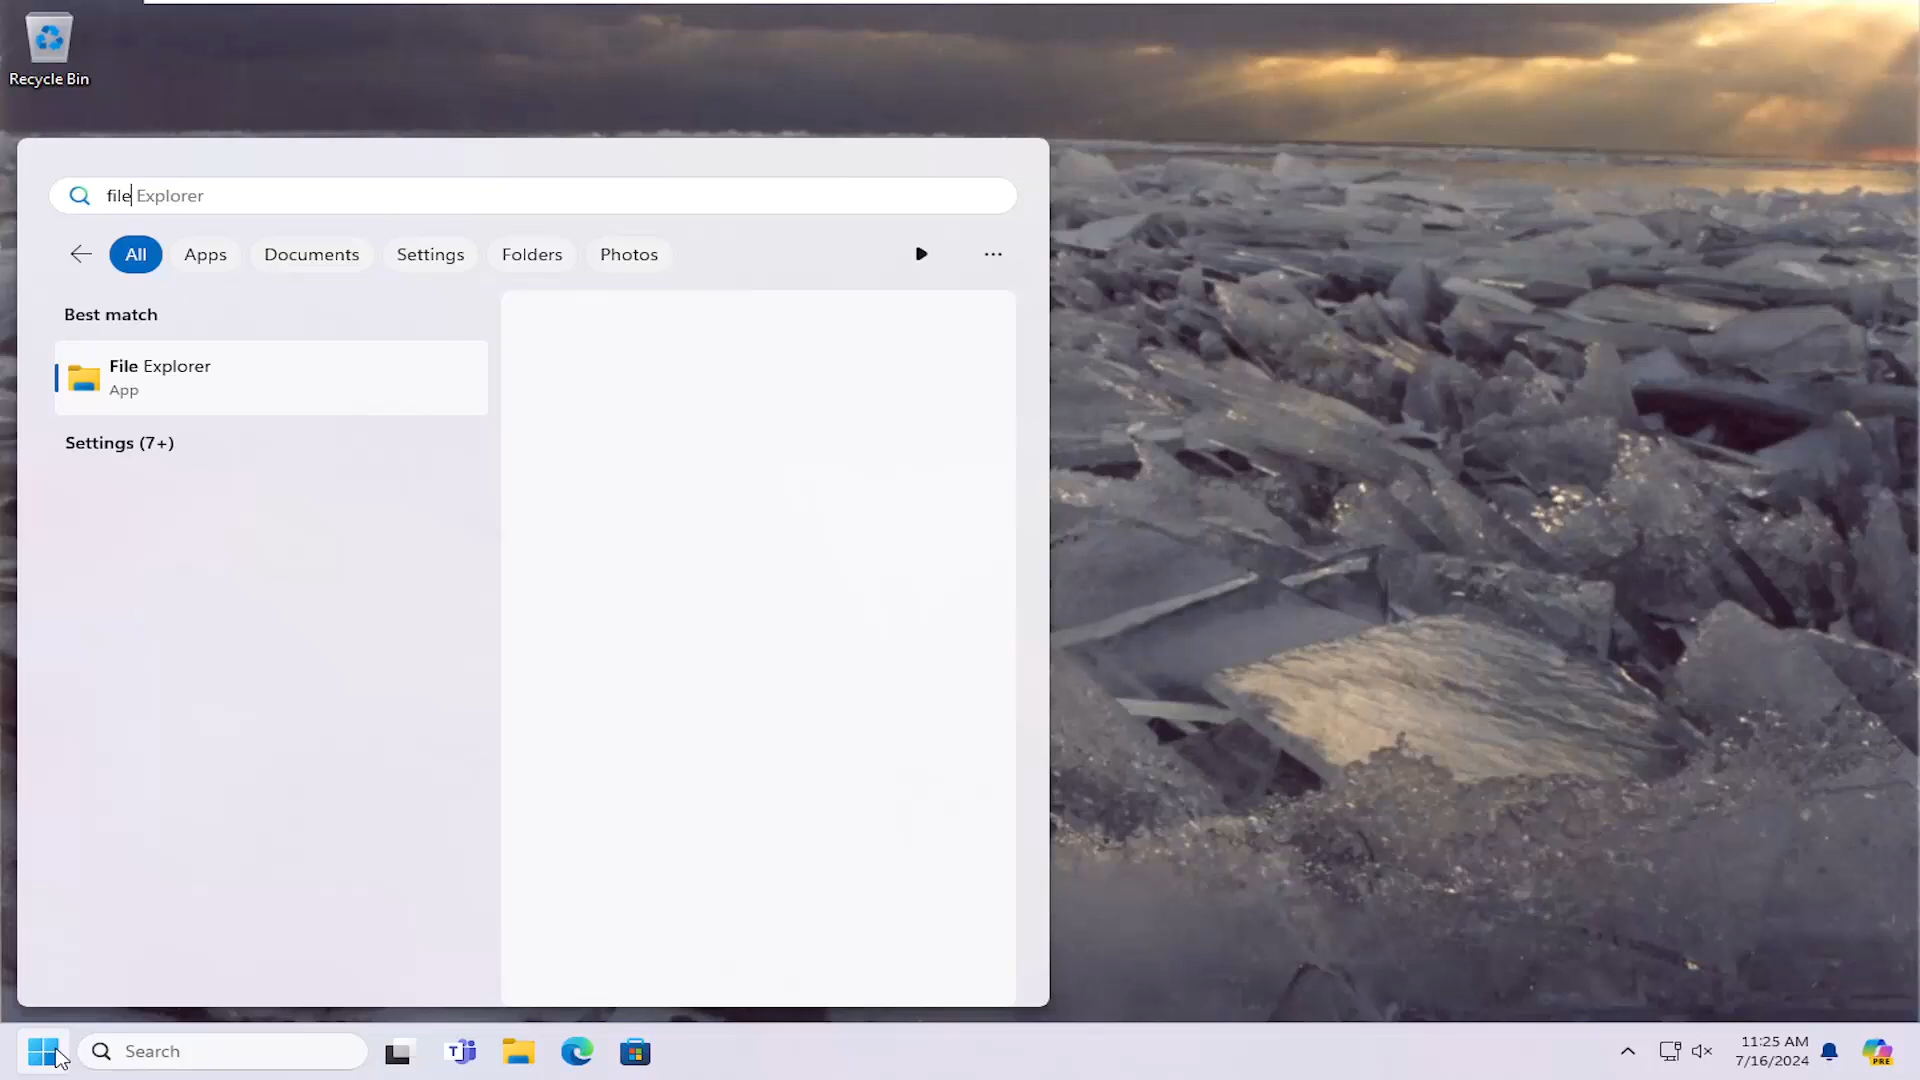 Recycle Bin
file Explorer
All
Apps
Documents
Settings
Folders
Photos
Best match
File Explorer
App
Settings (7+)
Search
T
11:25 AM
7/16/2024
PRE